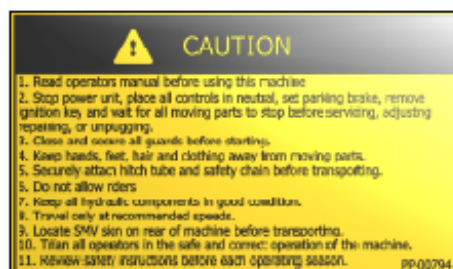 CAUTION
1. Read operators manual before using this machine
2. Stop power unit, place all controls in neutral, set parking brake, remove
ignition key and wait for all moving parts to stop before servicing, adjusting
repairing, or unpugging.
3. Close and secure all guards before starting.
4. Keep hands, feet, hair and clothing away from moving parts.
5. Securely attach hitch tube and safety chain before transpotting.
6. Do not allow riders
7. Keep all hydraulic components in good condition.
8. Travel only at recommended speeds.
9. Locate SMV sign on rear of machine before transporting.
10. Titan all operators in the safe and correct operation of the machine.
11. Review safety insructions before each operating season.
PP-00794